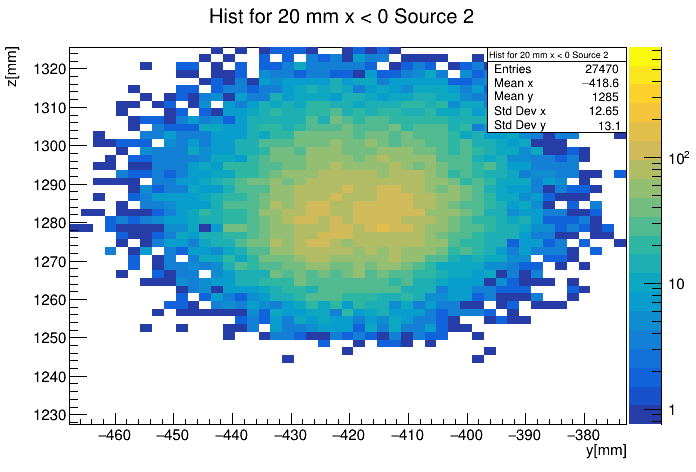 Hist for 20 mm x < 0 Source 2
z[mm]
Hist for 20 mm x < 0 Source 2
Entries 27470
Mean x −418.6
Mean y 1285
Std Dev x 12.65
Std Dev y 13.1
1320
1310
1300
1290
1280
1270
1260
1250
1240
1230
10²
10
1
−460 −450 −440 −430 −420 −410 −400 −390 −380
y[mm]